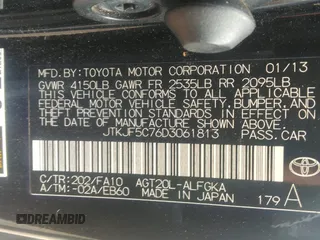 MFD. BY: TOYOTA MOTOR CORPORATION 01/13
GVWR 4150LB GAWR FR 2535LB RR 2095LB
THIS VEHICLE CONFORMS TO ALL APPLICABLE
FEDERAL MOTOR VEHICLE SAFETY,
BUMPER, AND THEFT PREVENTION STANDARDS
IN EFFECT ON THE DATE OF
MANUFACTURE SHOWN ABOVE.
JTKJF5C76D3061813 PASS.CAR
C/TR:202/FA10 AGT20L-ALFGKA
A/TM:-02A/EB60 MADE IN JAPAN 179 A
TOYOTA
DREAMBID